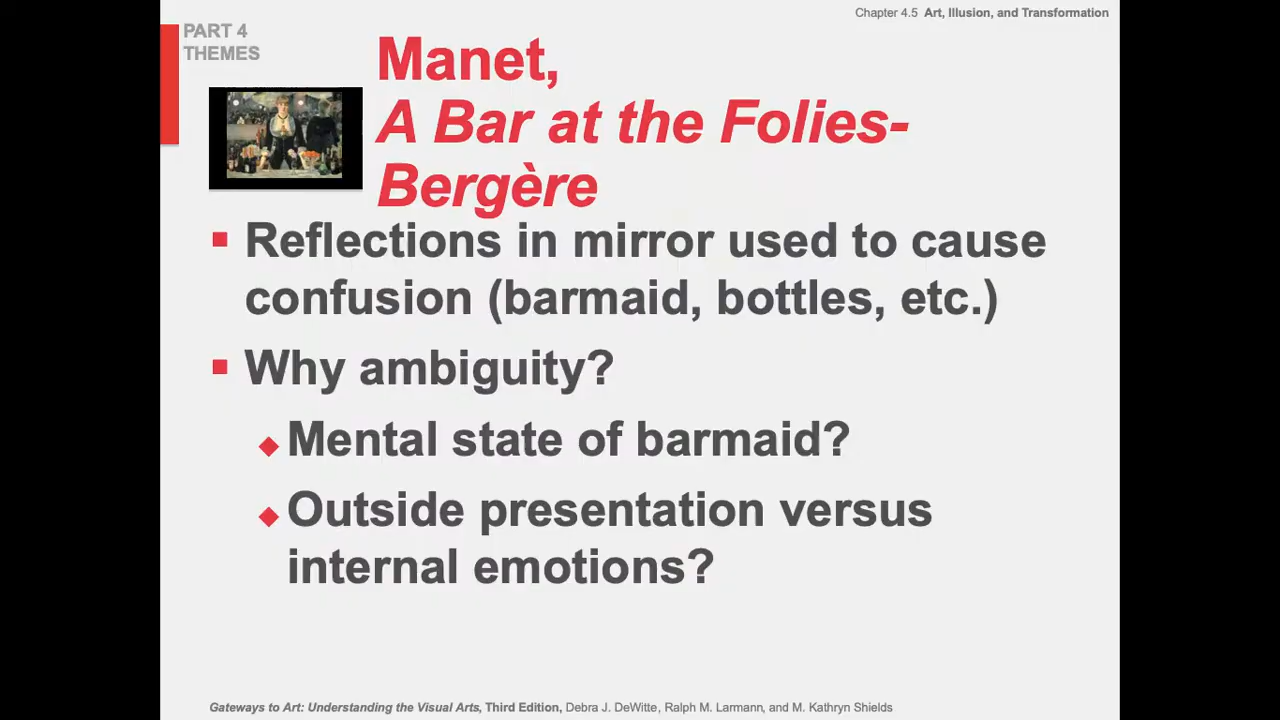 Chapter 4.5 Art, Illusion, and Transformation
PART 4
THEMES
Manet,
A Bar at the Folies-
Bergère
▪ Reflections in mirror used to cause
confusion (barmaid, bottles, etc.)
▪ Why ambiguity?
◆ Mental state of barmaid?
◆ Outside presentation versus
internal emotions?
Gateways to Art: Understanding the Visual Arts, Third Edition, Debra J. DeWitte, Ralph M. Larmann, and M. Kathryn Shields